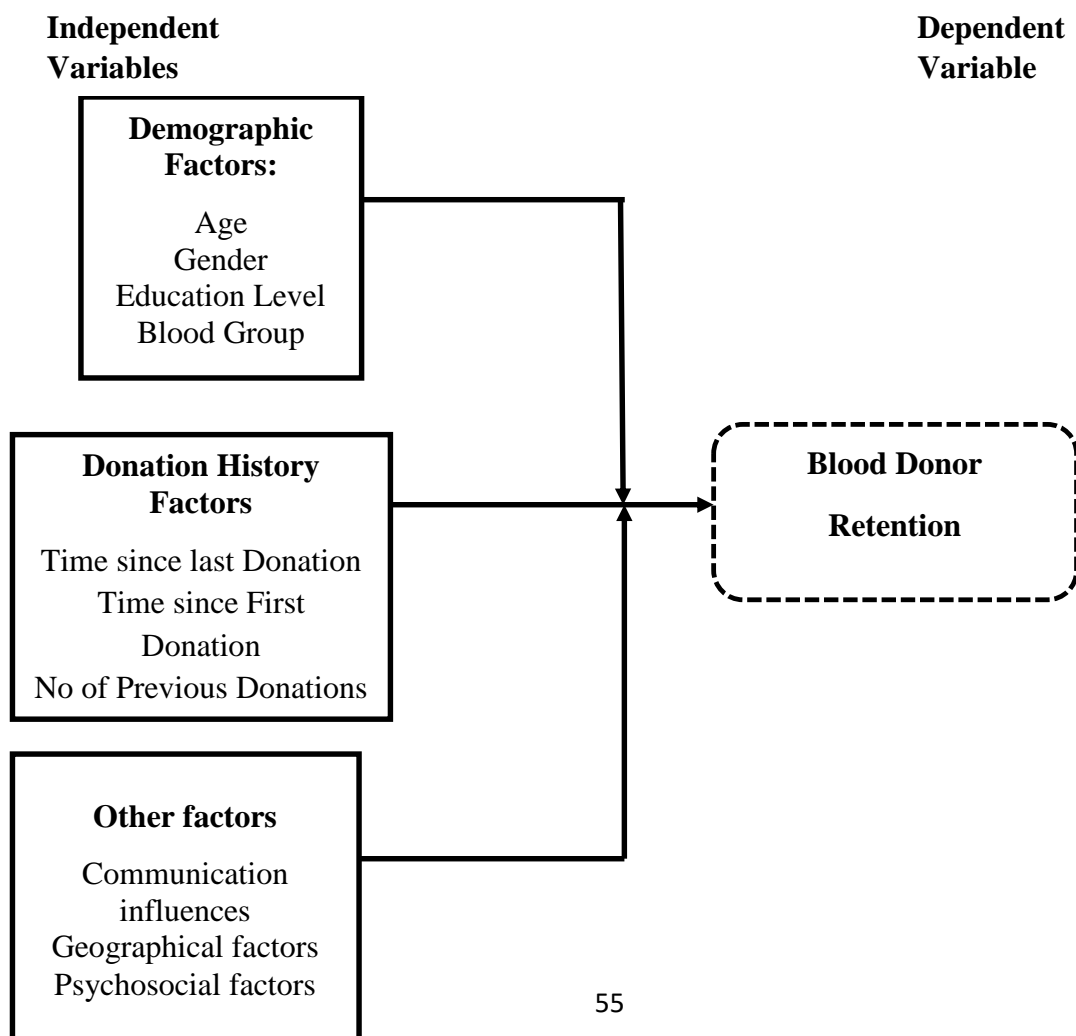 Independent
Variables
Dependent
Variable
Demographic
Factors:
Age
Gender
Education Level
Blood Group
Donation History
Factors
Time since last Donation
Time since First
Donation
No of Previous Donations
Blood Donor
Retention
Other factors
Communication
influences
Geographical factors
Psychosocial factors
55